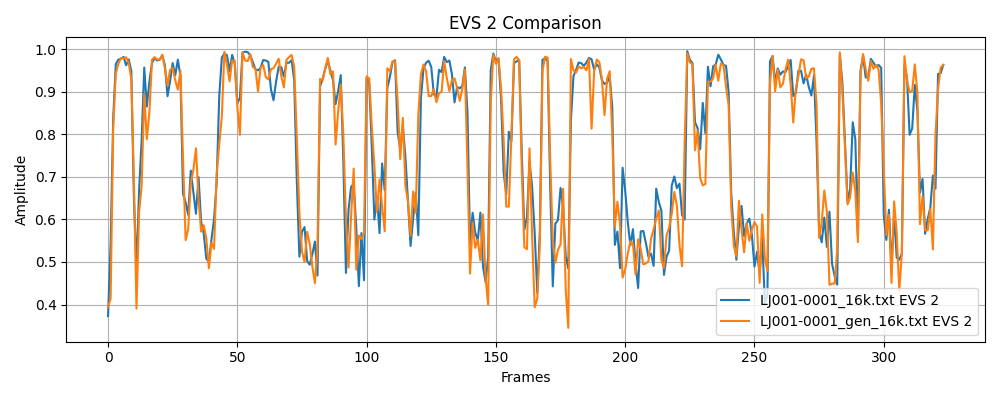 EVS 2 Comparison
Amplitude
1.0
0.9
0.8
0.7
0.6
0.5
0.4
0 50 100 150 200 250 300
Frames
LJ001-0001_16k.txt EVS 2
LJ001-0001_gen_16k.txt EVS 2